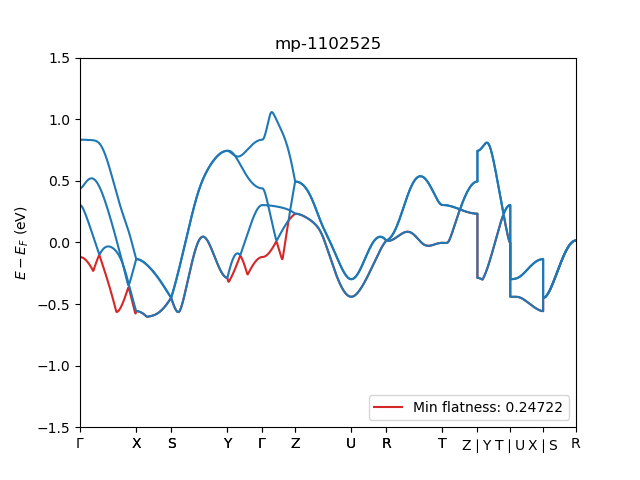 mp-1102525
1.5
1.0
0.5
0.0
−0.5
−1.0
−1.5
E − E_F (eV)
Min flatness: 0.24722
Γ X S Y Γ Z U R T Z|Y T|U X|S R